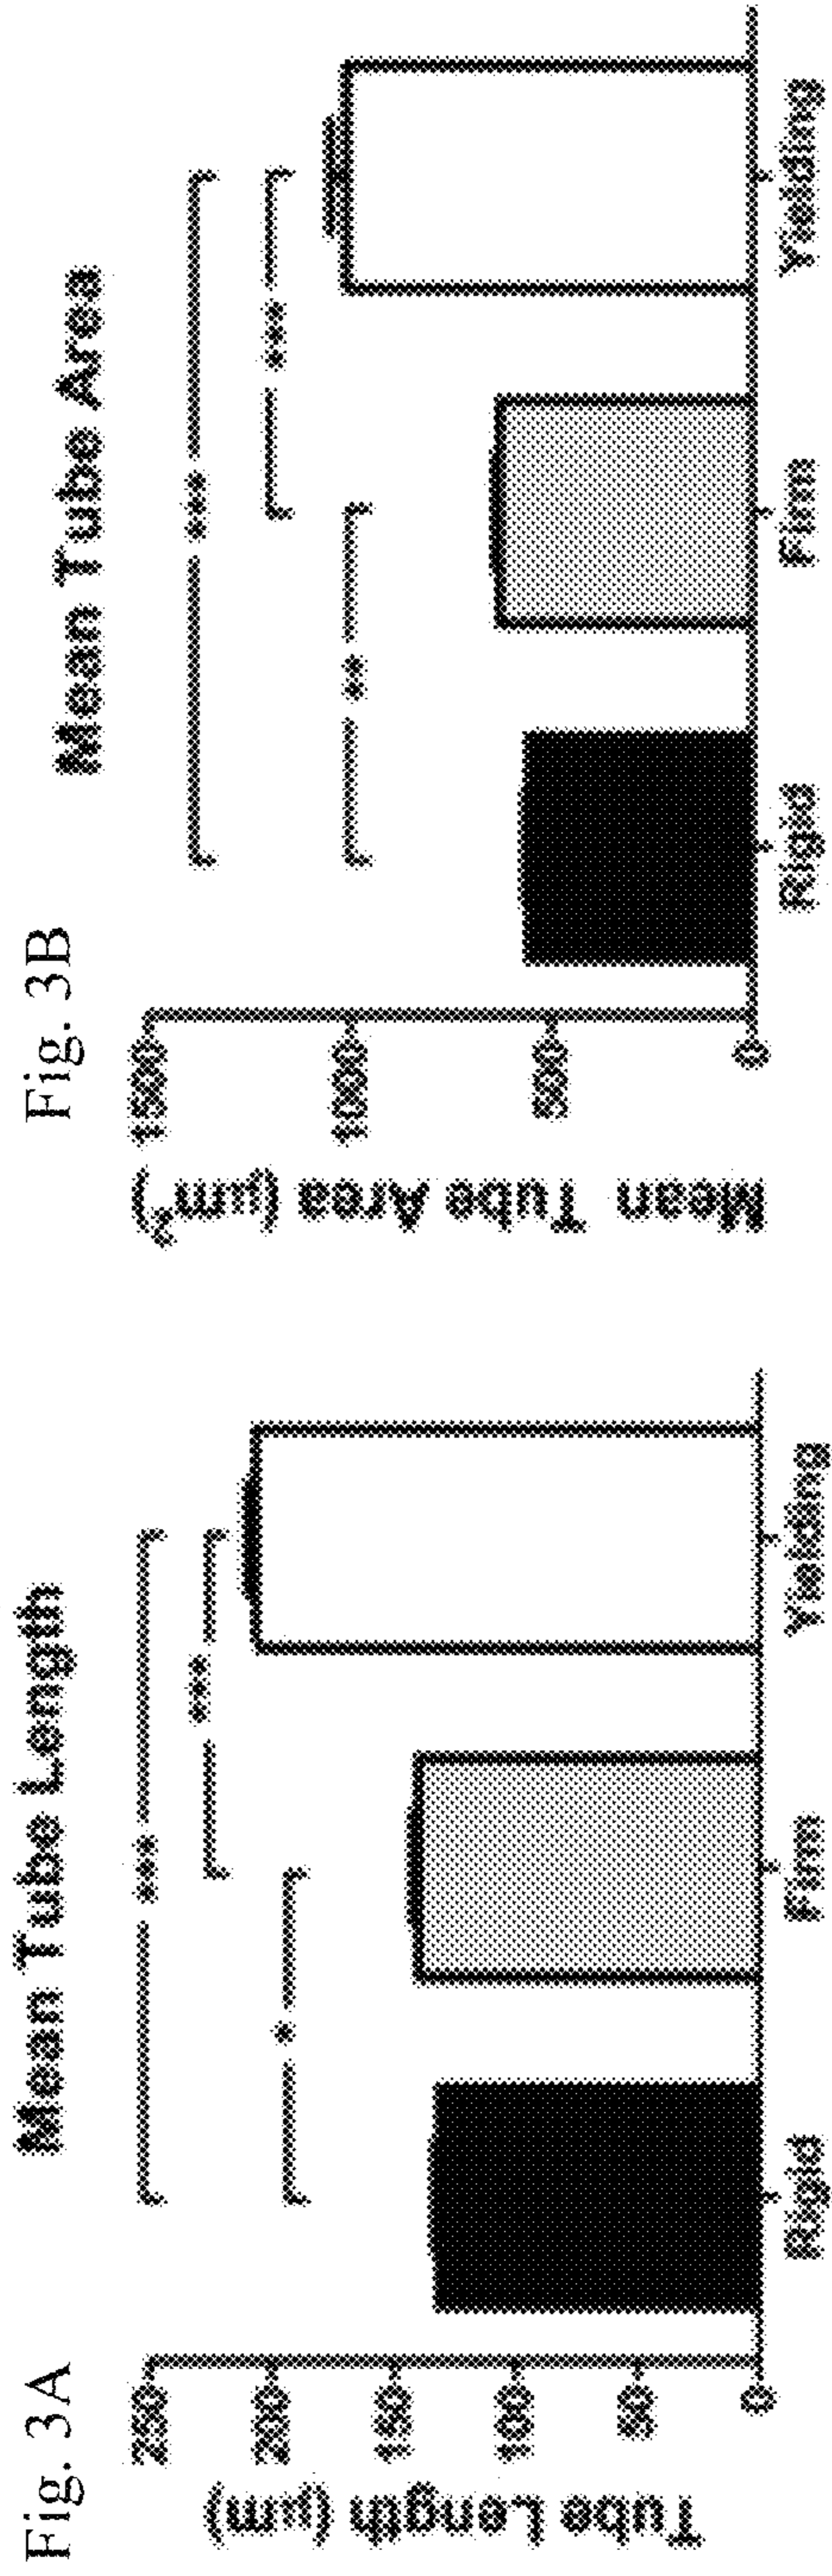 Fig. 3A
Mean Tube Length
Tube Length (μm)
250
200
150
100
50
0
***
***
*
Rigid
Firm
Yielding
Fig. 3B
Mean Tube Area
Mean Tube Area (μm²)
1500
1000
500
0
***
***
**
Rigid
Firm
Yielding